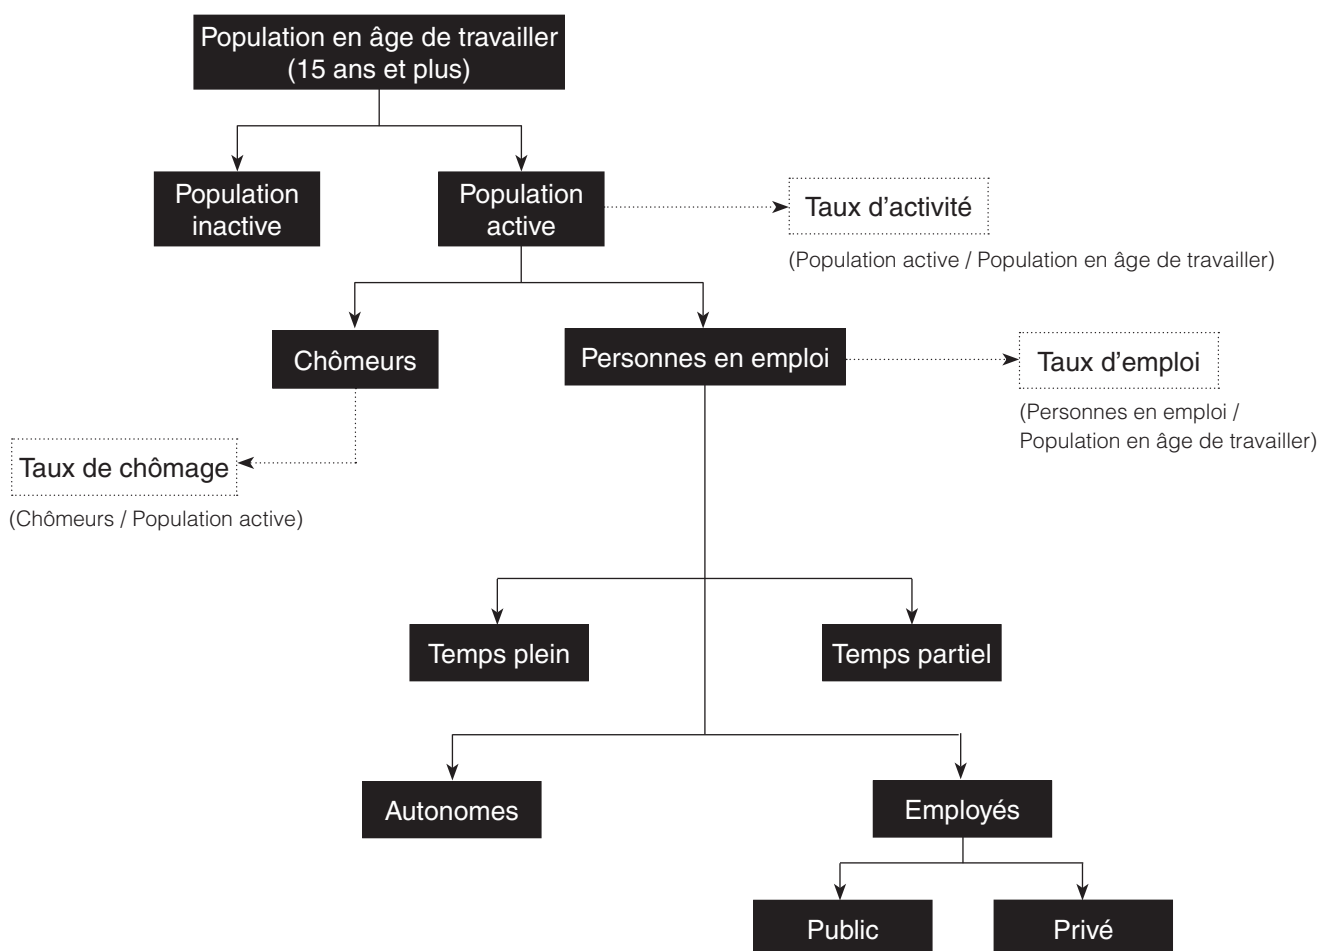 Population en âge de travailler
(15 ans et plus)
Population
inactive
Population
active
Taux d’activité
(Population active / Population en âge de travailler)
Chômeurs
Personnes en emploi
Taux d’emploi
(Personnes en emploi /
Population en âge de travailler)
Taux de chômage
(Chômeurs / Population active)
Temps plein
Temps partiel
Autonomes
Employés
Public
Privé